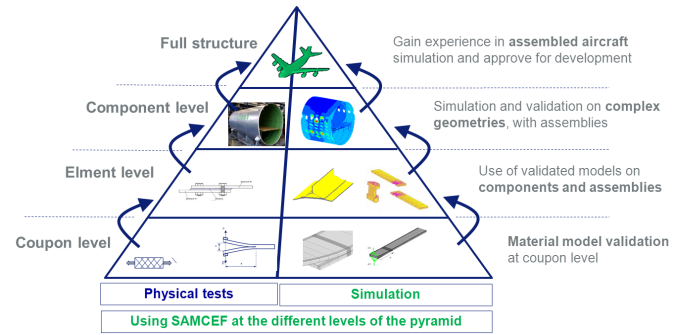 Full structure
Gain experience in assembled aircraft
simulation and approve for development
Component level
Simulation and validation on complex
geometries, with assemblies
Elment level
Use of validated models on
components and assemblies
Coupon level
Material model validation
at coupon level
Physical tests
Simulation
Using SAMCEF at the different levels of the pyramid